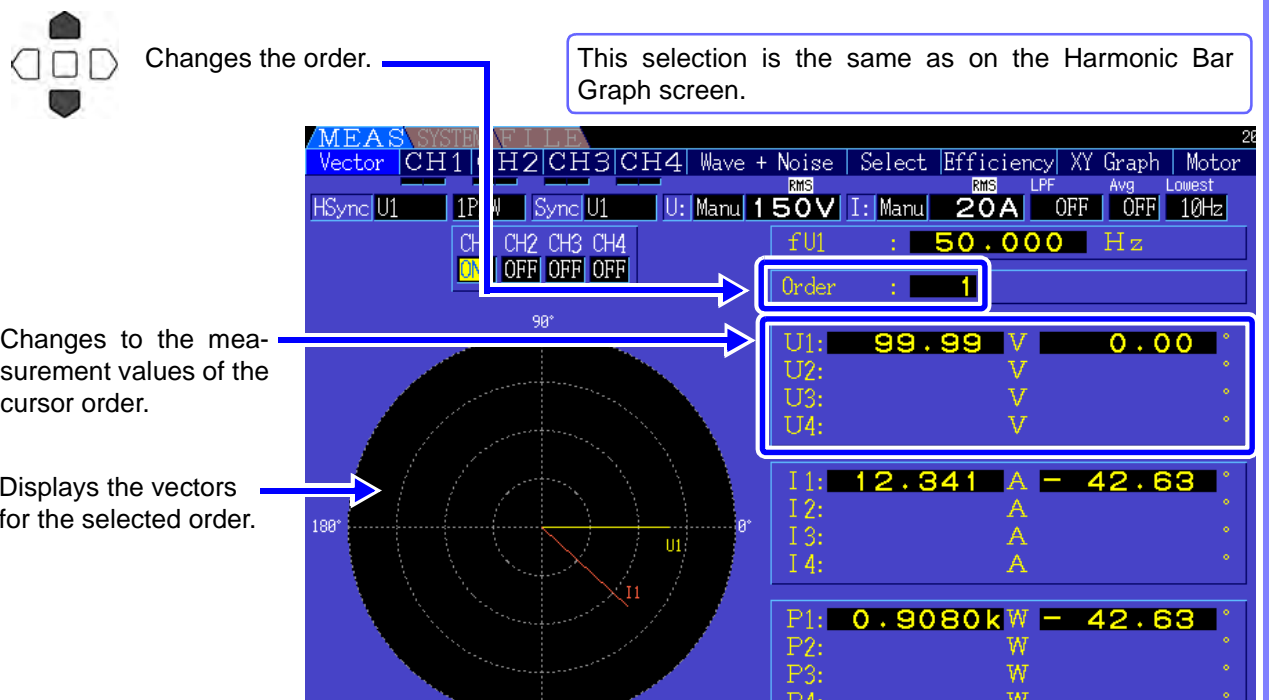 Changes the order.
This selection is the same as on the Harmonic Bar
Graph screen.
MEAS SYSTEM FILE
20
Vector CH1 CH2 CH3 CH4 Wave + Noise Select Efficiency XY Graph Motor
RMS RMS LPF Avg Lowest
HSync U1 Sync U1 U: Manu 150V I: Manu 20A OFF OFF 10Hz
CH2 CH3 CH4
OFF OFF OFF
fU1 : 50.000 Hz
Order : 1
Changes to the mea-
surement values of the
cursor order.
90°
U1: 99.99 V 0.00 °
U2: V °
U3: V °
U4: V °
Displays the vectors
for the selected order.
180°
0°
U1
I1
I1: 12.341 A - 42.63 °
I2: A °
I3: A °
I4: A °
P1: 0.9080k W - 42.63 °
P2: W °
P3: W °
P4: W